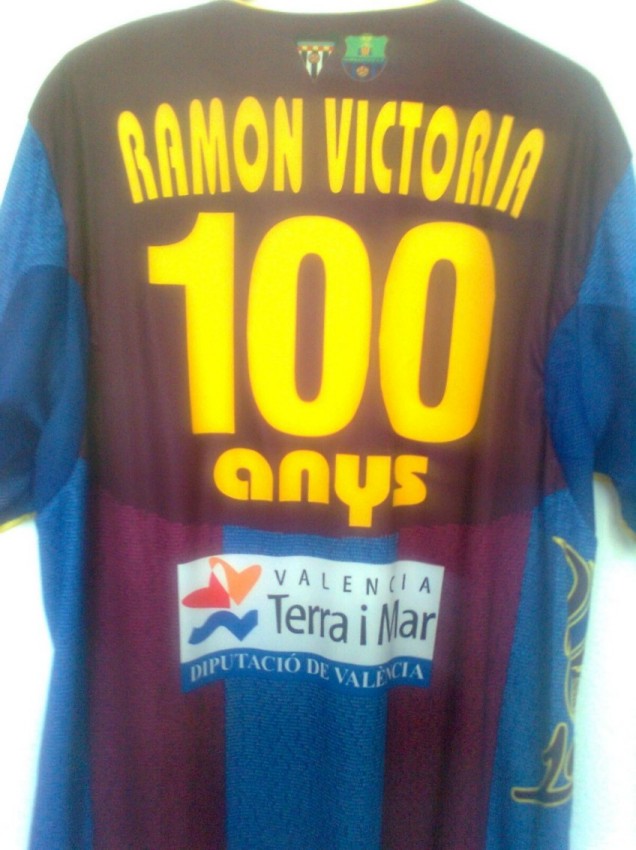 RAMON VICTORIA
100
anys
VALENCIA
Terra i Mar
DIPUTACIÓ DE VALÈNCIA